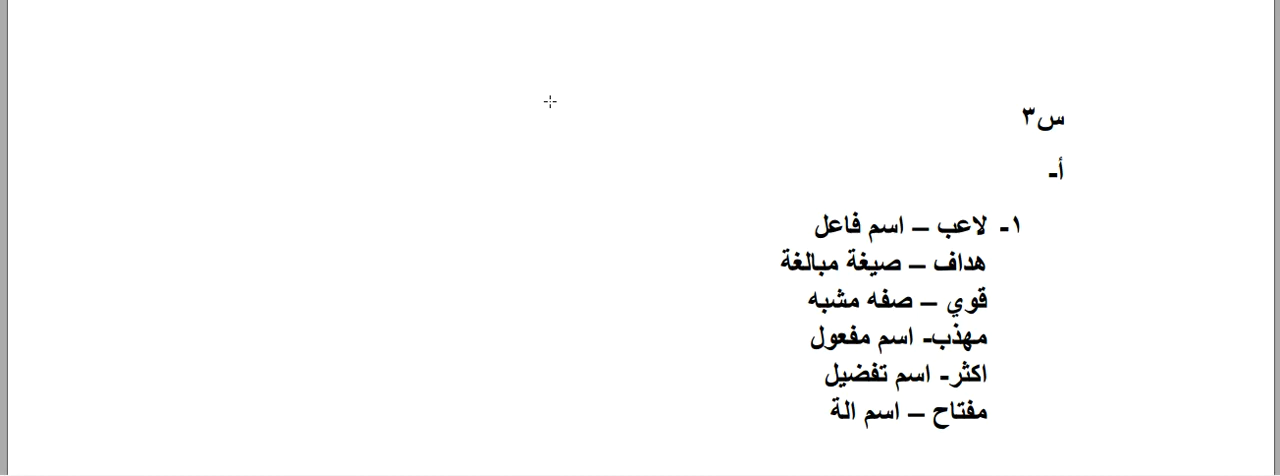 س٣
أ-
١- لاعب – اسم فاعل
هداف – صيغة مبالغة
قوي – صفه مشبه
مهذب- اسم مفعول
اكثر- اسم تفضيل
مفتاح – اسم الة